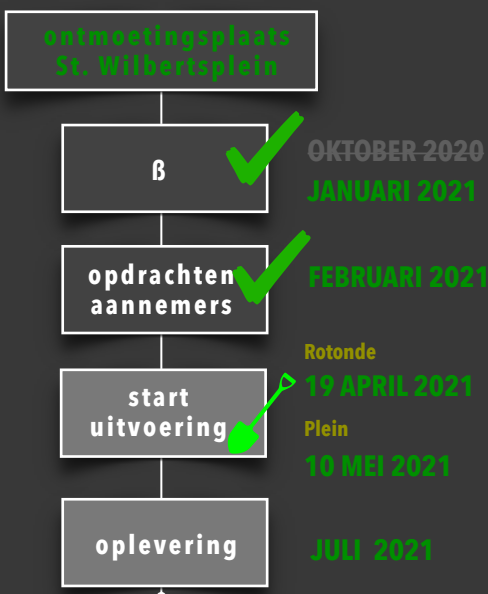 ontmoetingsplaats
St. Wilbertsplein
ß
OKTOBER 2020
JANUARI 2021
opdrachten
aannemers
FEBRUARI 2021
start
uitvoering
Rotonde
19 APRIL 2021
Plein
10 MEI 2021
oplevering
JULI 2021